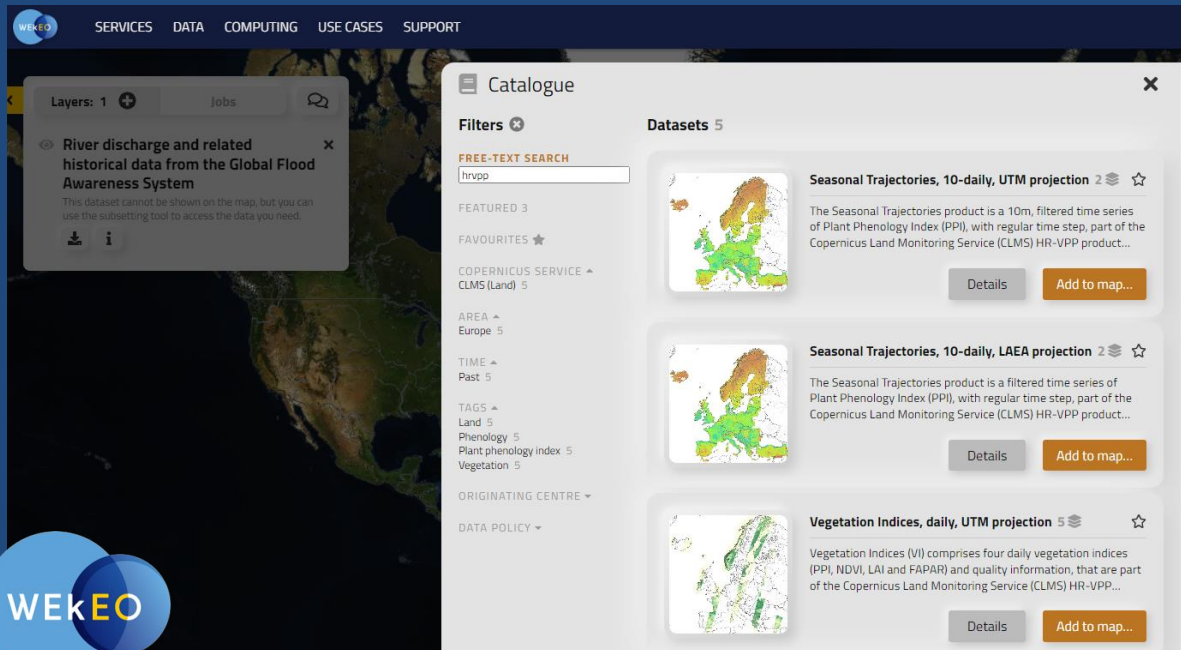 WEKEO
SERVICES DATA COMPUTING USE CASES SUPPORT
Layers: 1
Jobs
River discharge and related
historical data from the Global Flood
Awareness System
This dataset cannot be shown on the map, but you can
use the subsetting tool to access the data you need.
Catalogue
Filters
FREE-TEXT SEARCH
hrvpp
FEATURED 3
FAVOURITES
COPERNICUS SERVICE
CLMS (Land) 5
AREA
Europe 5
TIME
Past 5
TAGS
Land 5
Phenology 5
Plant phenology index 5
Vegetation 5
ORIGINATING CENTRE
DATA POLICY
Datasets 5
Seasonal Trajectories, 10-daily, UTM projection 2
The Seasonal Trajectories product is a 10m, filtered time series
of Plant Phenology Index (PPI), with regular time step, part of the
Copernicus Land Monitoring Service (CLMS) HR-VPP product...
Details
Add to map...
Seasonal Trajectories, 10-daily, LAEA projection 2
The Seasonal Trajectories product is a filtered time series of
Plant Phenology Index (PPI), with regular time step, part of the
Copernicus Land Monitoring Service (CLMS) HR-VPP product...
Details
Add to map...
Vegetation Indices, daily, UTM projection 5
Vegetation Indices (VI) comprises four daily vegetation indices
(PPI, NDVI, LAI and FAPAR) and quality information, that are part
of the Copernicus Land Monitoring Service (CLMS) HR-VPP...
Details
Add to map...
WEkEO